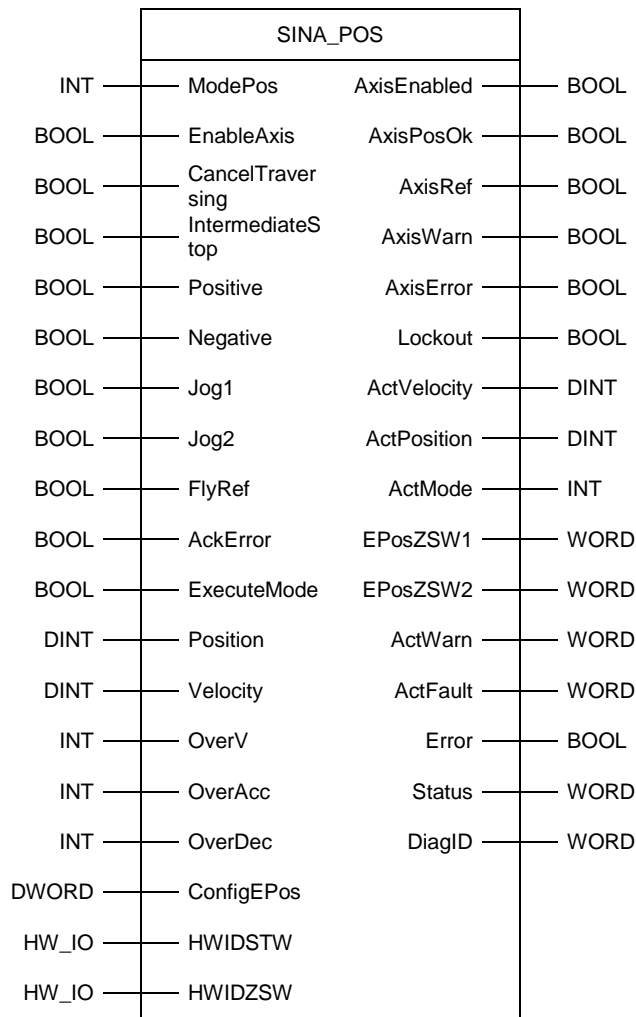 SINA_POS
INT ModePos AxisEnabled BOOL
BOOL EnableAxis AxisPosOk BOOL
BOOL CancelTraver
sing AxisRef BOOL
BOOL IntermediateS
top AxisWarn BOOL
BOOL Positive AxisError BOOL
BOOL Negative Lockout BOOL
BOOL Jog1 ActVelocity DINT
BOOL Jog2 ActPosition DINT
BOOL FlyRef ActMode INT
BOOL AckError EPosZSW1 WORD
BOOL ExecuteMode EPosZSW2 WORD
DINT Position ActWarn WORD
DINT Velocity ActFault WORD
INT OverV Error BOOL
INT OverAcc Status WORD
INT OverDec DiagID WORD
DWORD ConfigEPos
HW_IO HWIDSTW
HW_IO HWIDZSW